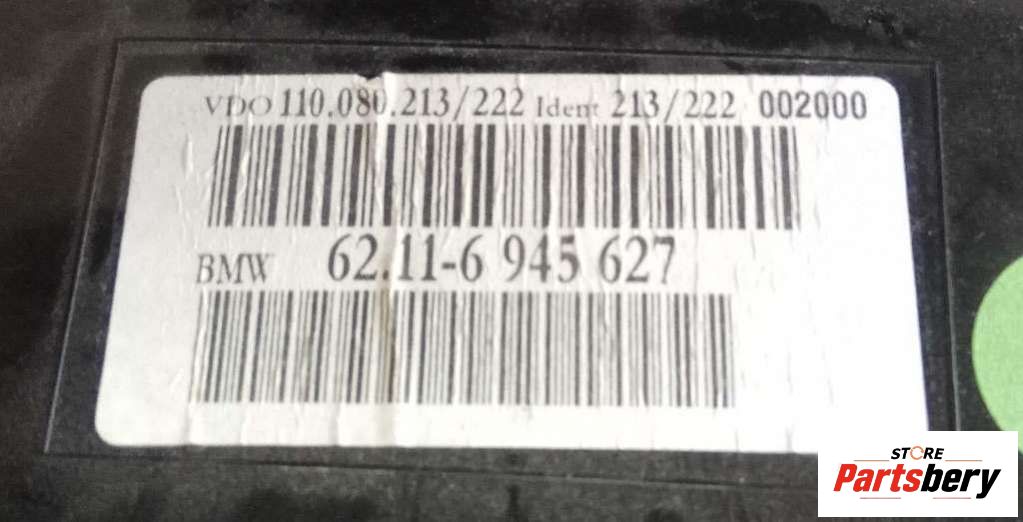 VDO 110.080.213/222 Ident 213/222 002000
BMW 62.11-6 945 627
STORE
Partsbery